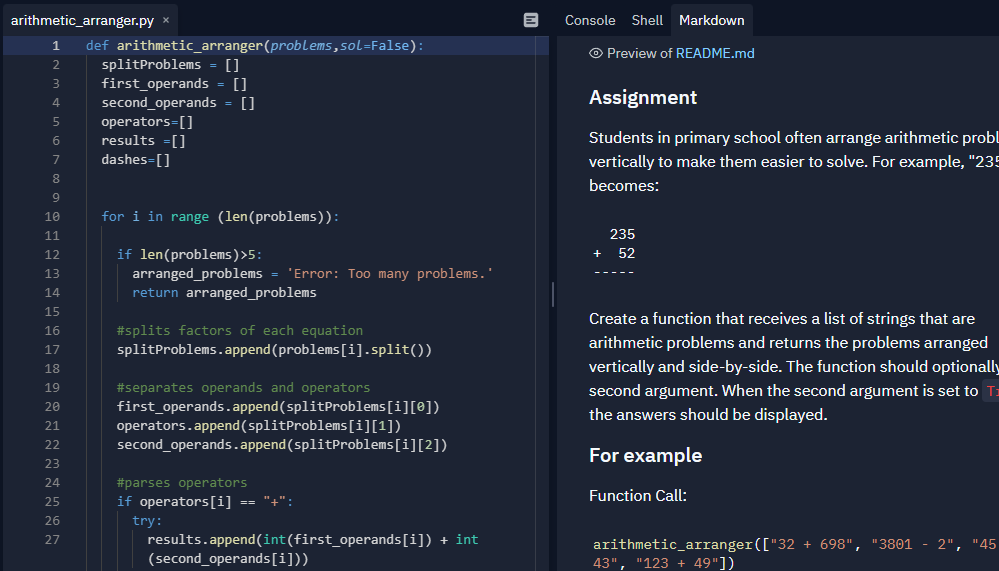 arithmetic_arranger.py ×
Console Shell Markdown
1 def arithmetic_arranger(problems,sol=False):
2 splitProblems = []
3 first_operands = []
4 second_operands = []
5 operators=[]
6 results =[]
7 dashes=[]
8
9
10 for i in range (len(problems)):
11
12 if len(problems)>5:
13 arranged_problems = 'Error: Too many problems.'
14 return arranged_problems
15
16 #splits factors of each equation
17 splitProblems.append(problems[i].split())
18
19 #separates operands and operators
20 first_operands.append(splitProblems[i][0])
21 operators.append(splitProblems[i][1])
22 second_operands.append(splitProblems[i][2])
23
24 #parses operators
25 if operators[i] == "+":
26 try:
27 results.append(int(first_operands[i]) + int
(second_operands[i]))
Preview of README.md
Assignment
Students in primary school often arrange arithmetic
vertically to make them easier to solve. For example, "235
becomes:
235
+ 52
-----
Create a function that receives a list of strings that are
arithmetic problems and returns the problems arranged
vertically and side-by-side. The function should optionally
second argument. When the second argument is set to
the answers should be displayed.
For example
Function Call:
arithmetic_arranger(["32 + 698", "3801 - 2", "45
43", "123 + 49"])